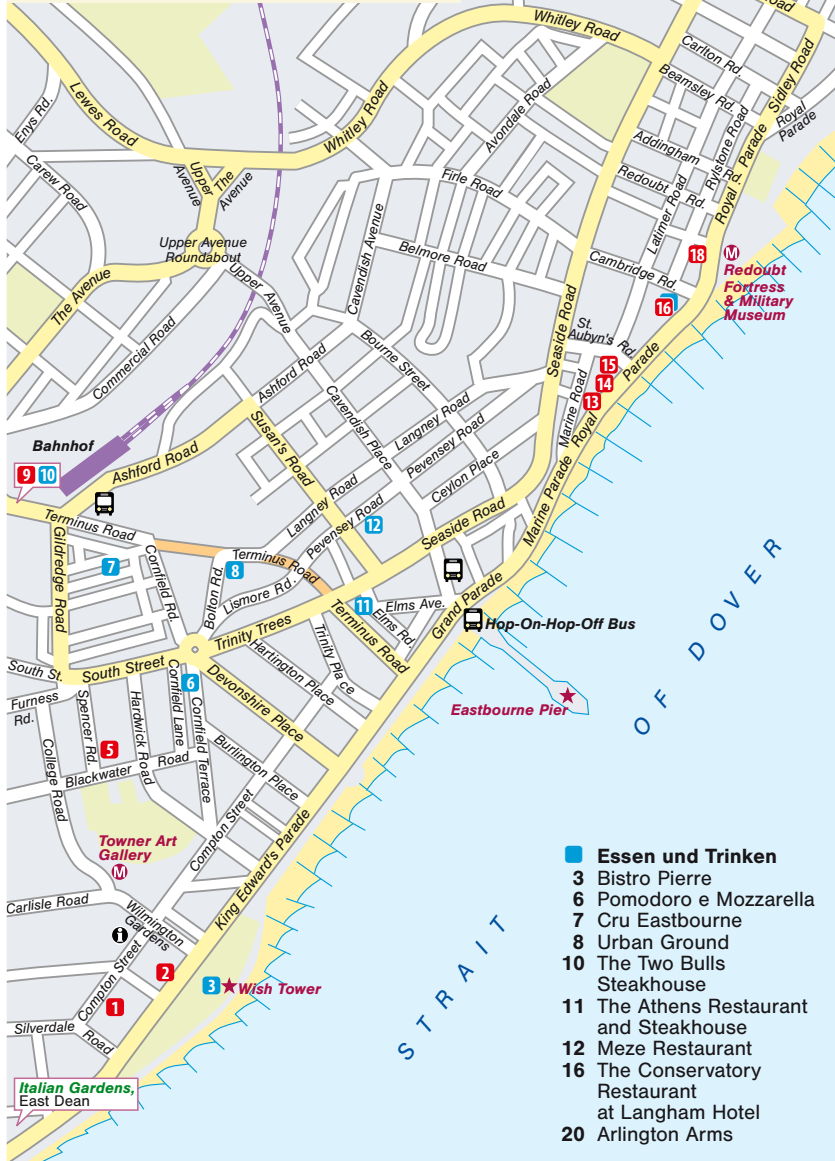 Road
Whitley Road
Carlton Rd.
Sidley Road
Beamsley Rd.
Royal
Parade
Lewes Road
Enys Rd.
Whitley Road
Avondale Road
Addingham Rd.
Rylstone Road
Royal Parade
Carew Road
Upper
Avenue
The
Avenue
Firle Road
Redoubt Rd.
Latimer Road
Upper Avenue
Roundabout
Belmore Road
Cavendish Avenue
Cambridge Rd.
18
M
Redoubt
Fortress
& Military
Museum
The Avenue
Upper Avenue
Seaside Road
16
St.
Aubyn's Rd.
Commercial Road
Bourne Street
Ashford Road
15
14
13
Marine Road
Royal Parade
Susan's Road
Cavendish Place
Langney Road
Pevensey Road
Bahnhof
9
10
Ashford Road
Ceylon Place
Marine Parade
Langney Road
Pevensey Road
12
Seaside Road
Terminus Road
Gildredge Road
7
Cornfield Rd.
Terminus Road
8
Bolton Rd.
Lismore Rd.
11
Elms Ave.
Elms Rd.
Grand Parade
Hop-On-Hop-Off Bus
Trinity Trees
Terminus Road
Trinity Place
South St.
South Street
Hartington Place
6
Devonshire Place
Eastbourne Pier
Furness
Rd.
Spencer Rd.
Hardwick Road
Cornfield Lane
Cornfield Terrace
College Road
5
Blackwater Road
Burlington Place
Compton Street
King Edward's Parade
Towner Art
Gallery
M
Carlisle Road
Wilmington
Gardens
i
Compton Street
2
1
3
Wish Tower
Silverdale
Road
Italian Gardens,
East Dean
STRAIT
OF DOVER
Essen und Trinken
3 Bistro Pierre
6 Pomodoro e Mozzarella
7 Cru Eastbourne
8 Urban Ground
10 The Two Bulls
Steakhouse
11 The Athens Restaurant
and Steakhouse
12 Meze Restaurant
16 The Conservatory
Restaurant
at Langham Hotel
20 Arlington Arms